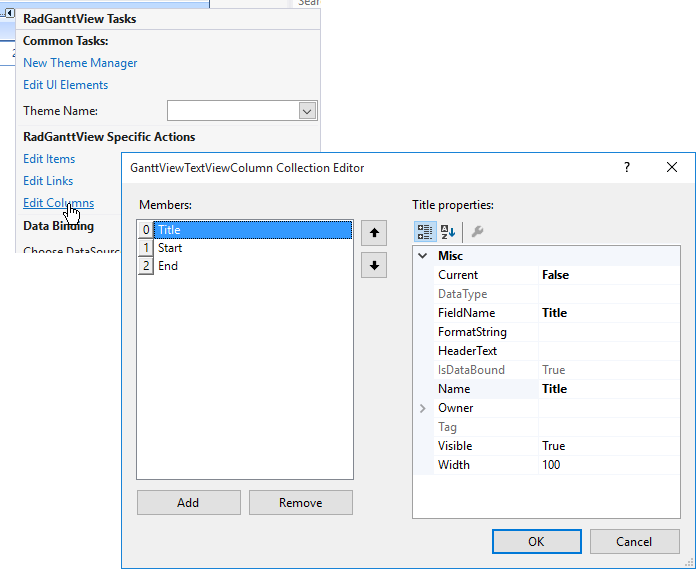 Sear
RadGanttView Tasks
Common Tasks:
New Theme Manager
Edit UI Elements
Theme Name:
RadGanttView Specific Actions
Edit Items
Edit Links
Edit Columns
Data Binding
Choose DataSourc
GanttViewTextViewColumn Collection Editor
?
Members:
0 Title
1 Start
2 End
Add
Remove
Title properties:
Misc
Current False
DataType
FieldName Title
FormatString
HeaderText
IsDataBound True
Name Title
Owner
Tag
Visible True
Width 100
OK
Cancel